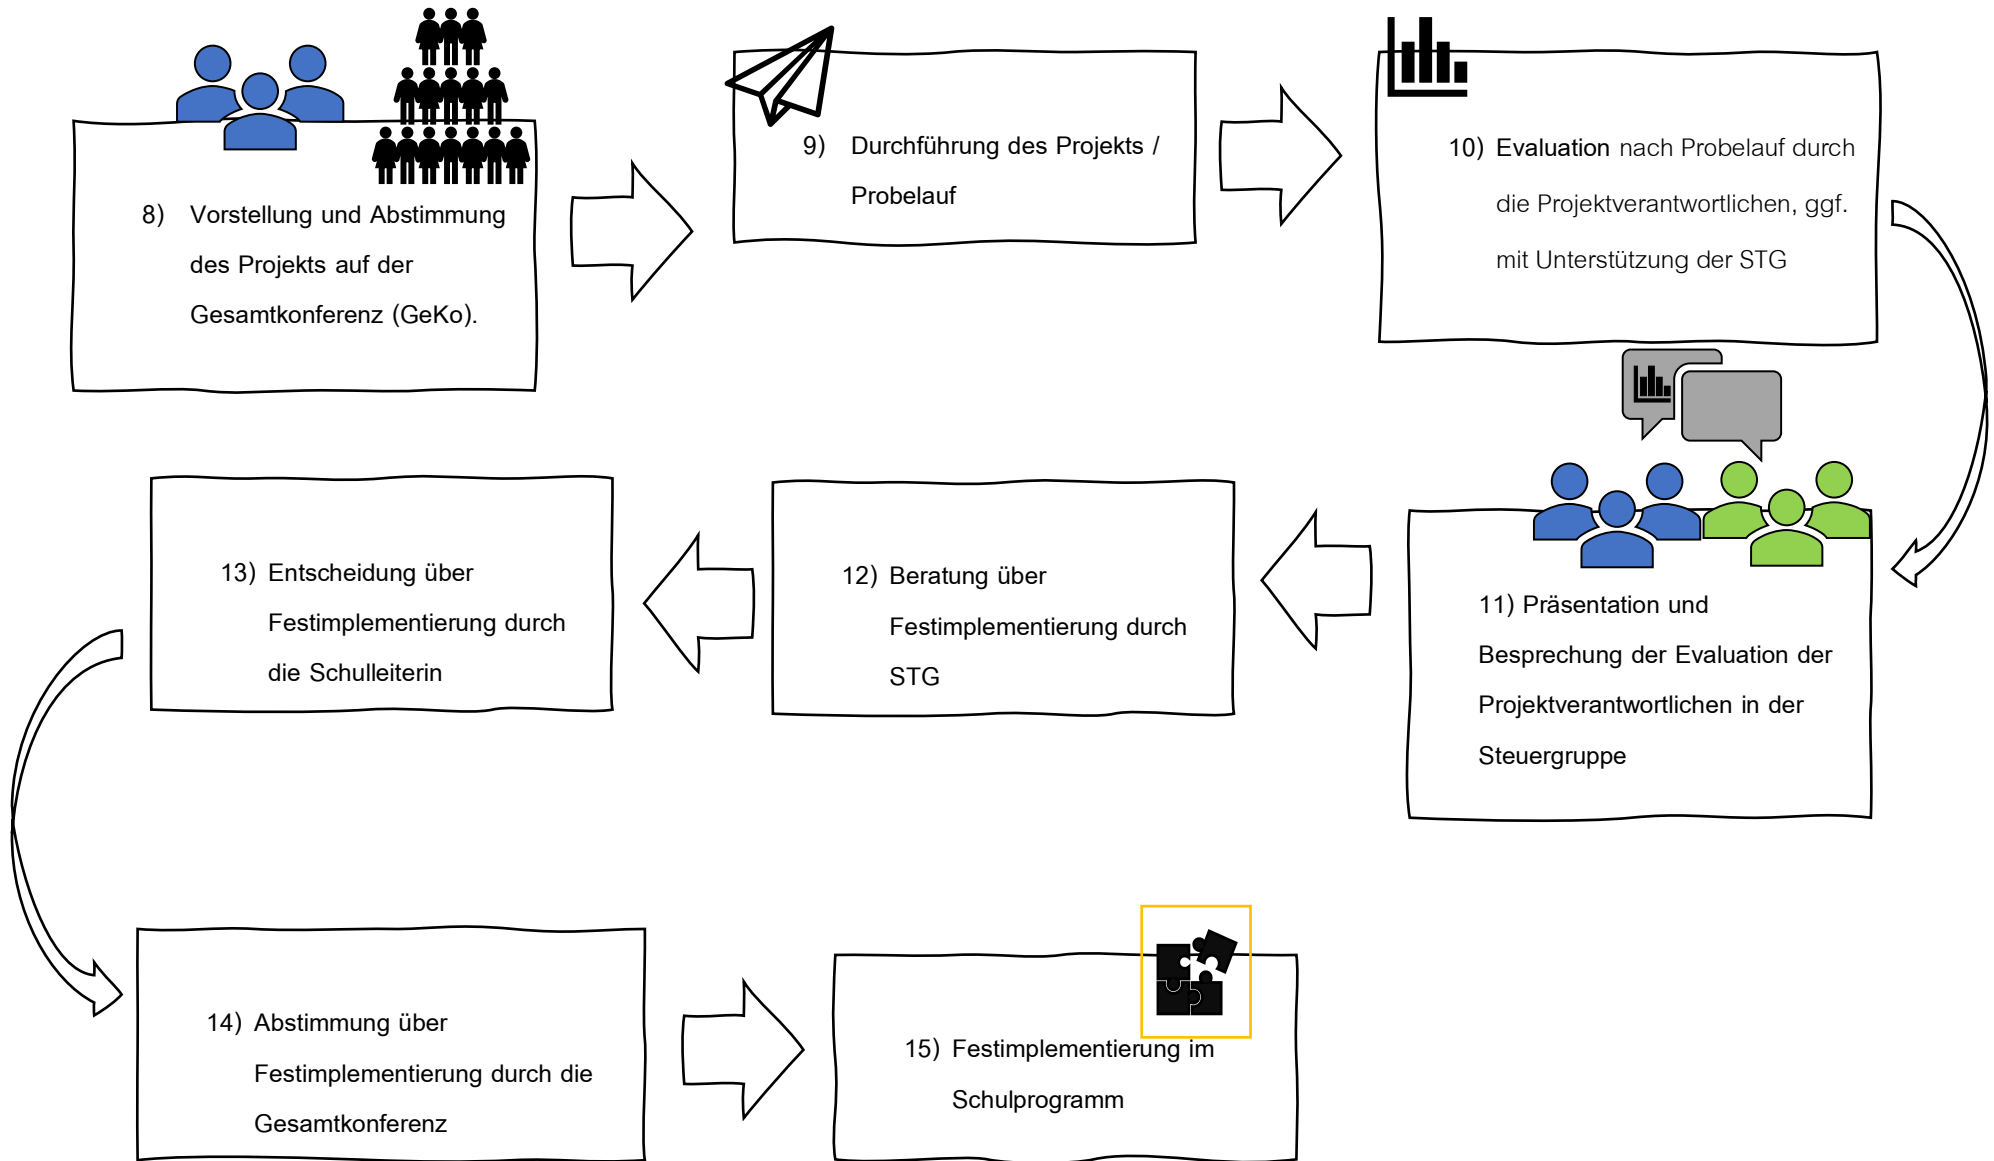 8) Vorstellung und Abstimmung
des Projekts auf der
Gesamtkonferenz (GeKo).
9) Durchführung des Projekts /
Probelauf
10) Evaluation nach Probelauf durch
die Projektverantwortlichen, ggf.
mit Unterstützung der STG
11) Präsentation und
Besprechung der Evaluation der
Projektverantwortlichen in der
Steuergruppe
12) Beratung über
Festimplementierung durch
STG
13) Entscheidung über
Festimplementierung durch
die Schulleiterin
14) Abstimmung über
Festimplementierung durch die
Gesamtkonferenz
15) Festimplementierung im
Schulprogramm